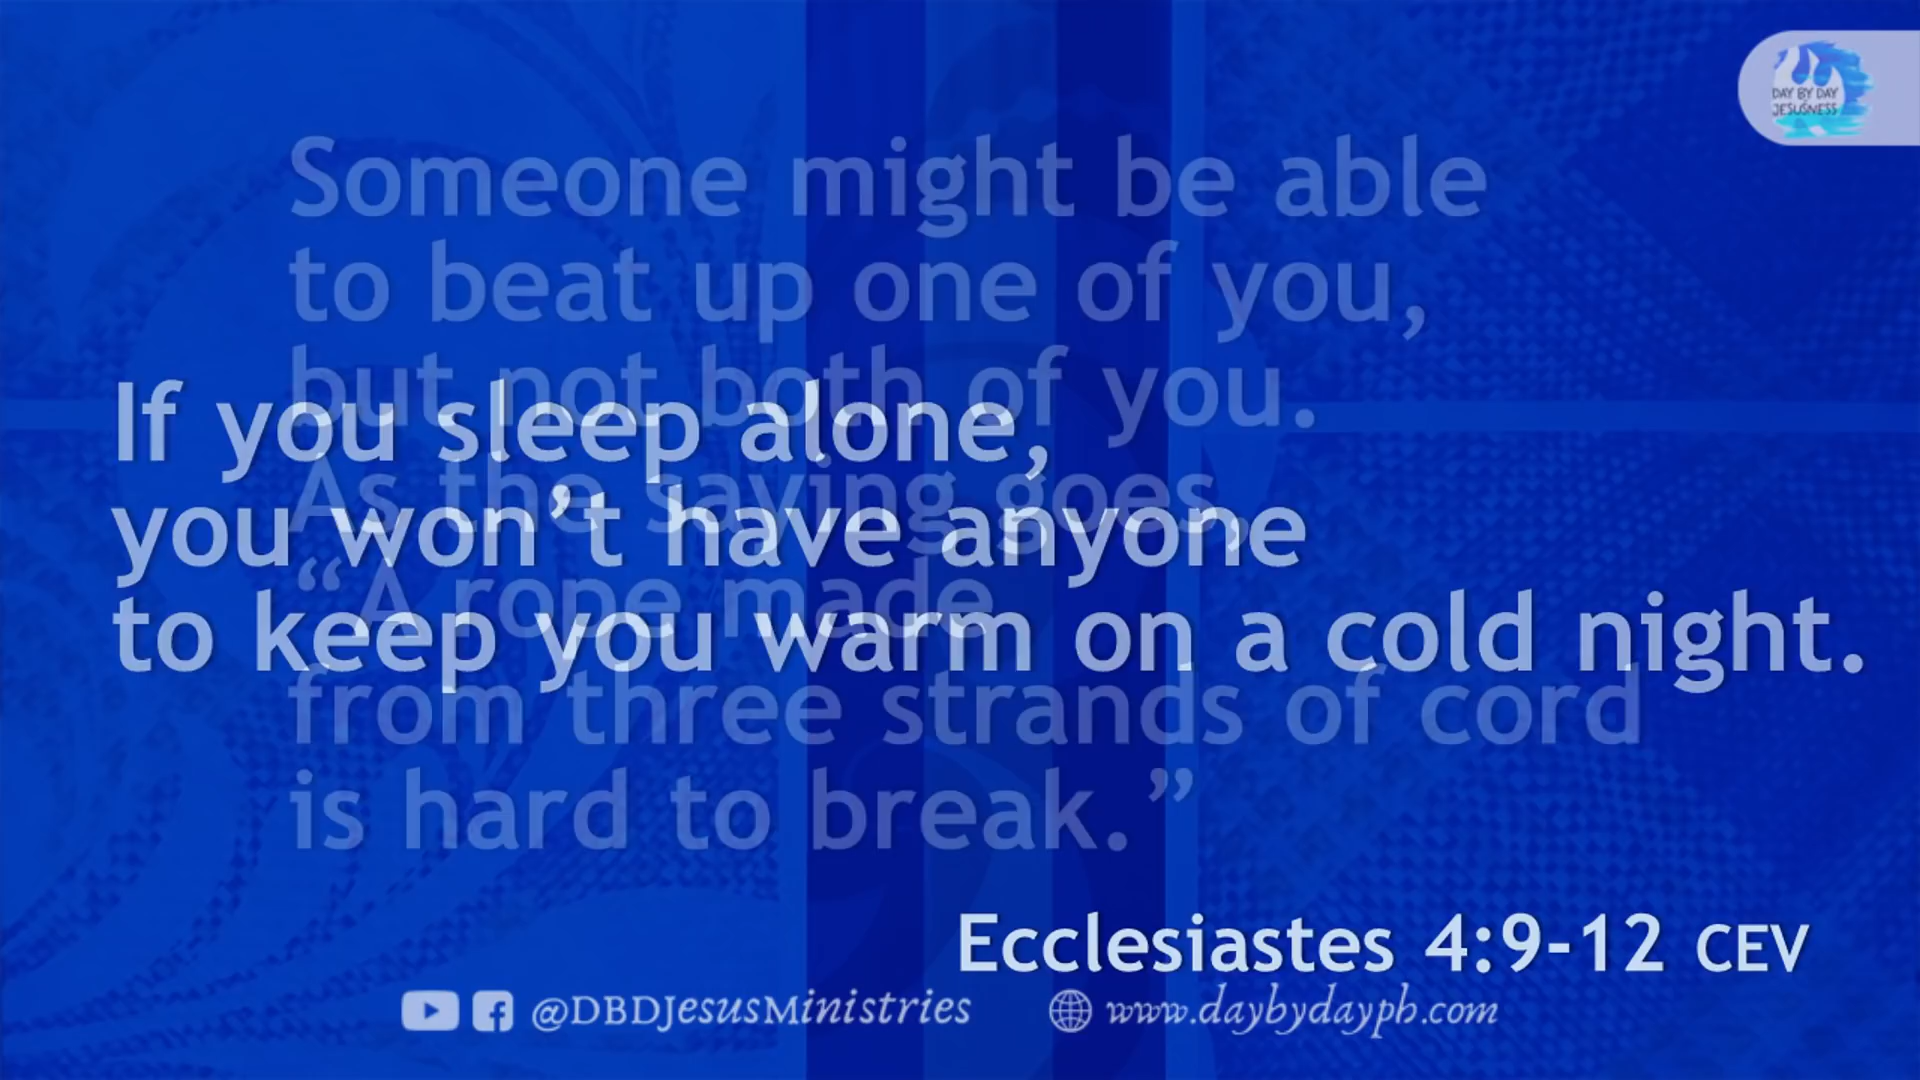 DAY BY DAY
JESUSNESS
Someone might be able
to beat up one of you,
but not both of you.
As the saying goes,
“A rope made
from three strands of cord
is hard to break.”
If you sleep alone,
you won’t have anyone
to keep you warm on a cold night.
Ecclesiastes 4:9-12 CEV
@DBDJesusMinistries
www.daybydayph.com